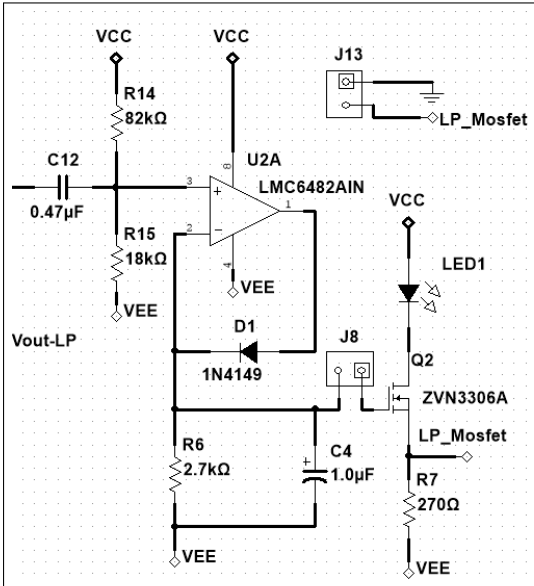 VCC
VCC
J13
R14
82kΩ
LP_Mosfet
C12
0.47µF
U2A
8
3
+
LMC6482AIN
1
2
−
4
VCC
R15
18kΩ
VEE
VEE
LED1
Vout-LP
D1
1N4149
J8
Q2
ZVN3306A
LP_Mosfet
R6
2.7kΩ
+
C4
1.0µF
R7
270Ω
VEE
VEE